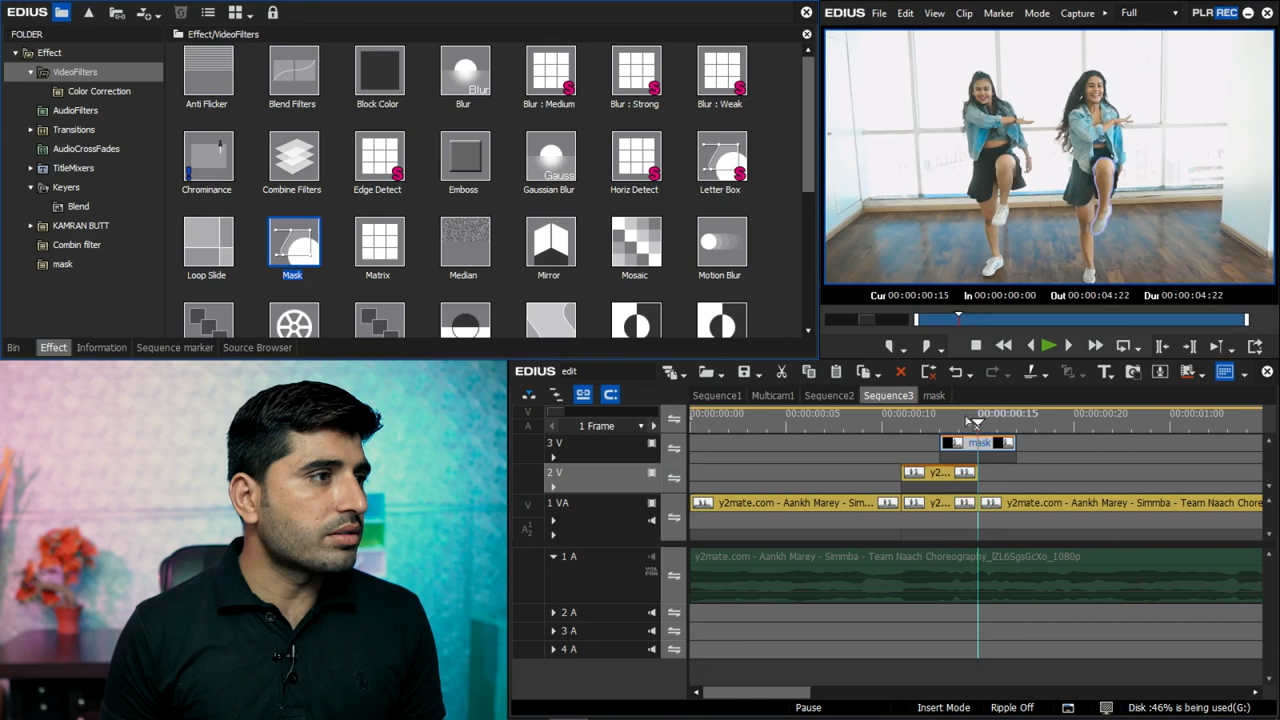 EDIUS
EDIUS File Edit View Clip Marker Mode Capture Full PLR REC
FOLDER
Effect/VideoFilters
Effect
VideoFilters
Color Correction
AudioFilters
Transitions
AudioCrossFades
TitleMixers
Keyers
Blend
KAMRAN BUTT
Combin filter
mask
Anti Flicker
Blend Filters
Block Color
Blur
Blur
Blur : Medium
S
Blur : Strong
S
Blur : Weak
S
Chrominance
Combine Filters
Edge Detect
S
Emboss
Gaussian Blur
Gauss
Horiz Detect
S
Letter Box
S
Loop Slide
Mask
Matrix
Median
Mirror
Mosaic
Motion Blur
Cur 00:00:00:15 In 00:00:00:00 Out 00:00:04:22 Dur 00:00:04:22
Bin Effect Information Sequence marker Source Browser
EDIUS edit
Sequence1 Multicam1 Sequence2 Sequence3 mask
V
A
1 Frame
00:00:00:00 00:00:00:05 00:00:00:10 00:00:00:15 00:00:00:20 00:00:01:00
3 V
mask
2 V
y2...
V
1 VA
y2mate.com - Aankh Marey - Sim... y2... y2mate.com - Aankh Marey - Simmba - Team Naach Chore
A12
1 A
y2mate.com - Aankh Marey - Simmba - Team Naach Choreography_lZL6SgsGcXo_1080p
VOL
PAN
2 A
3 A
4 A
Pause Insert Mode Ripple Off Disk :46% is being used(G:)